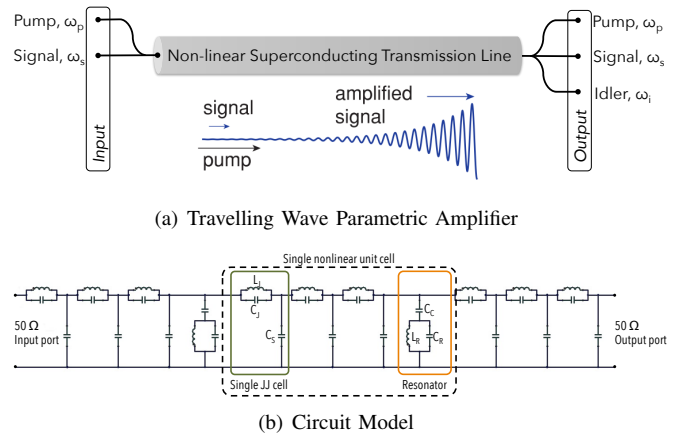 Pump, ωp
Signal, ωs
Input
Non-linear Superconducting Transmission Line
Pump, ωp
Signal, ωs
Idler, ωi
Output
signal
pump
amplified
signal
(a) Travelling Wave Parametric Amplifier
Single nonlinear unit cell
LJ
CJ
CS
CC
LR
CR
50 Ω
Input port
50 Ω
Output port
Single JJ cell
Resonator
(b) Circuit Model